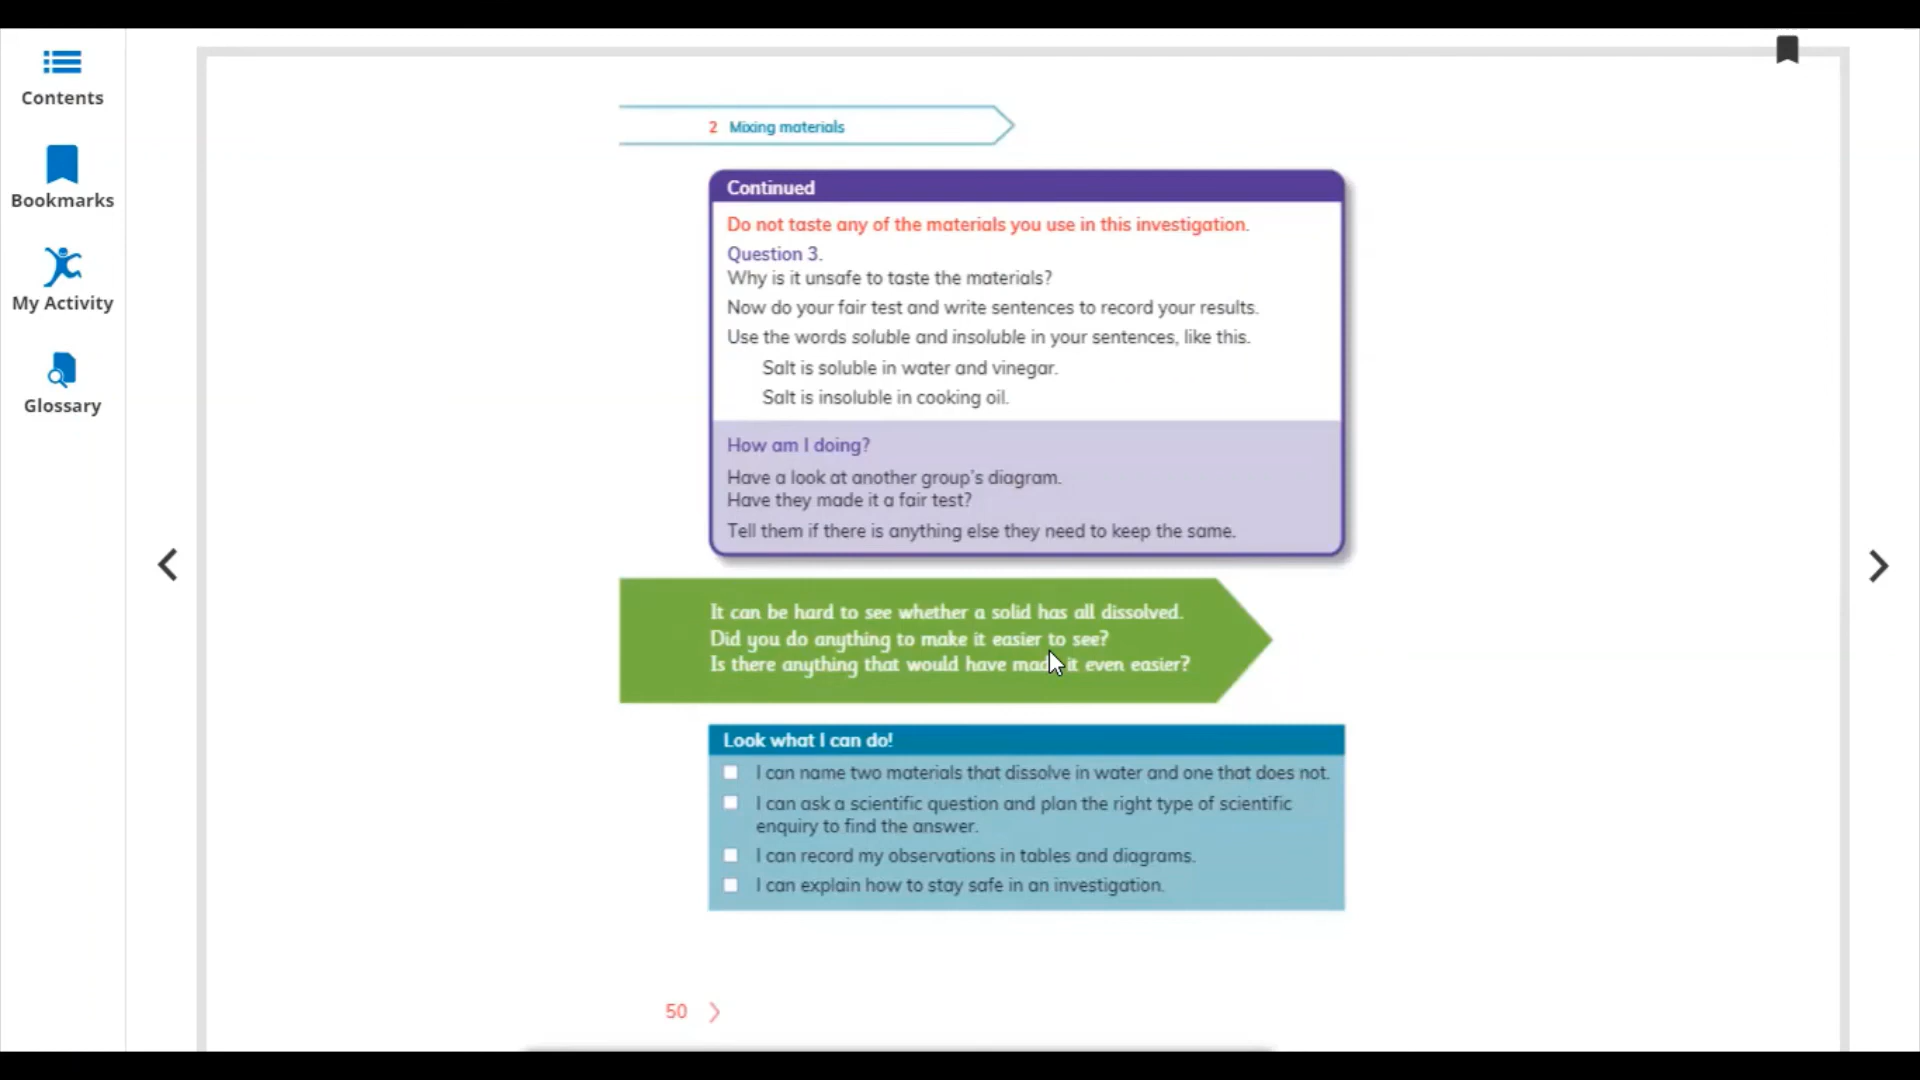 Contents
Bookmarks
My Activity
Glossary
2 Mixing materials
Continued
Do not taste any of the materials you use in this investigation.
Question 3.
Why is it unsafe to taste the materials?
Now do your fair test and write sentences to record your results.
Use the words soluble and insoluble in your sentences, like this.
Salt is soluble in water and vinegar.
Salt is insoluble in cooking oil.
How am I doing?
Have a look at another group's diagram.
Have they made it a fair test?
Tell them if there is anything else they need to keep the same.
It can be hard to see whether a solid has all dissolved.
Did you do anything to make it easier to see?
Is there anything that would have made it even easier?
Look what I can do!
I can name two materials that dissolve in water and one that does not.
I can ask a scientific question and plan the right type of scientific
enquiry to find the answer.
I can record my observations in tables and diagrams.
I can explain how to stay safe in an investigation.
50